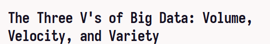 The Three V's of Big Data: Volume,
Velocity, and Variety